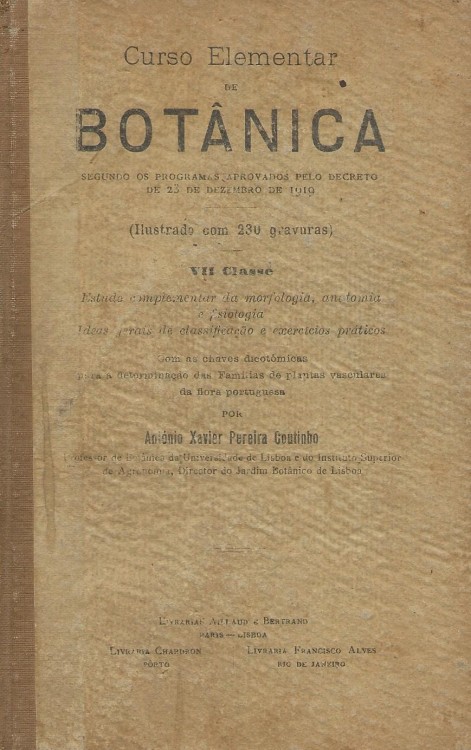 Curso Elementar
DE
BOTÂNICA
SEGUNDO OS PROGRAMAS APROVADOS PELO DECRETO
DE 23 DE DEZEMBRO DE 1919
(Ilustrado com 230 gravuras)
VII Classe
Estudo complementar da morfologia, anatomia
e fisiologia
Ideas gerais de classificação e exercícios práticos
Com as chaves dicotómicas
para a determinação das Famílias de plantas vasculares
da flora portuguesa
POR
António Xavier Pereira Coutinho
Professor de Botânica da Universidade de Lisboa e do Instituto Superior
de Agronomia, Director do Jardim Botânico de Lisboa
LIVRARIAS AILLAUD E BERTRAND
PARIS — LISBOA
LIVRARIA CHARDRON
PORTO
LIVRARIA FRANCISCO ALVES
RIO DE JANEIRO